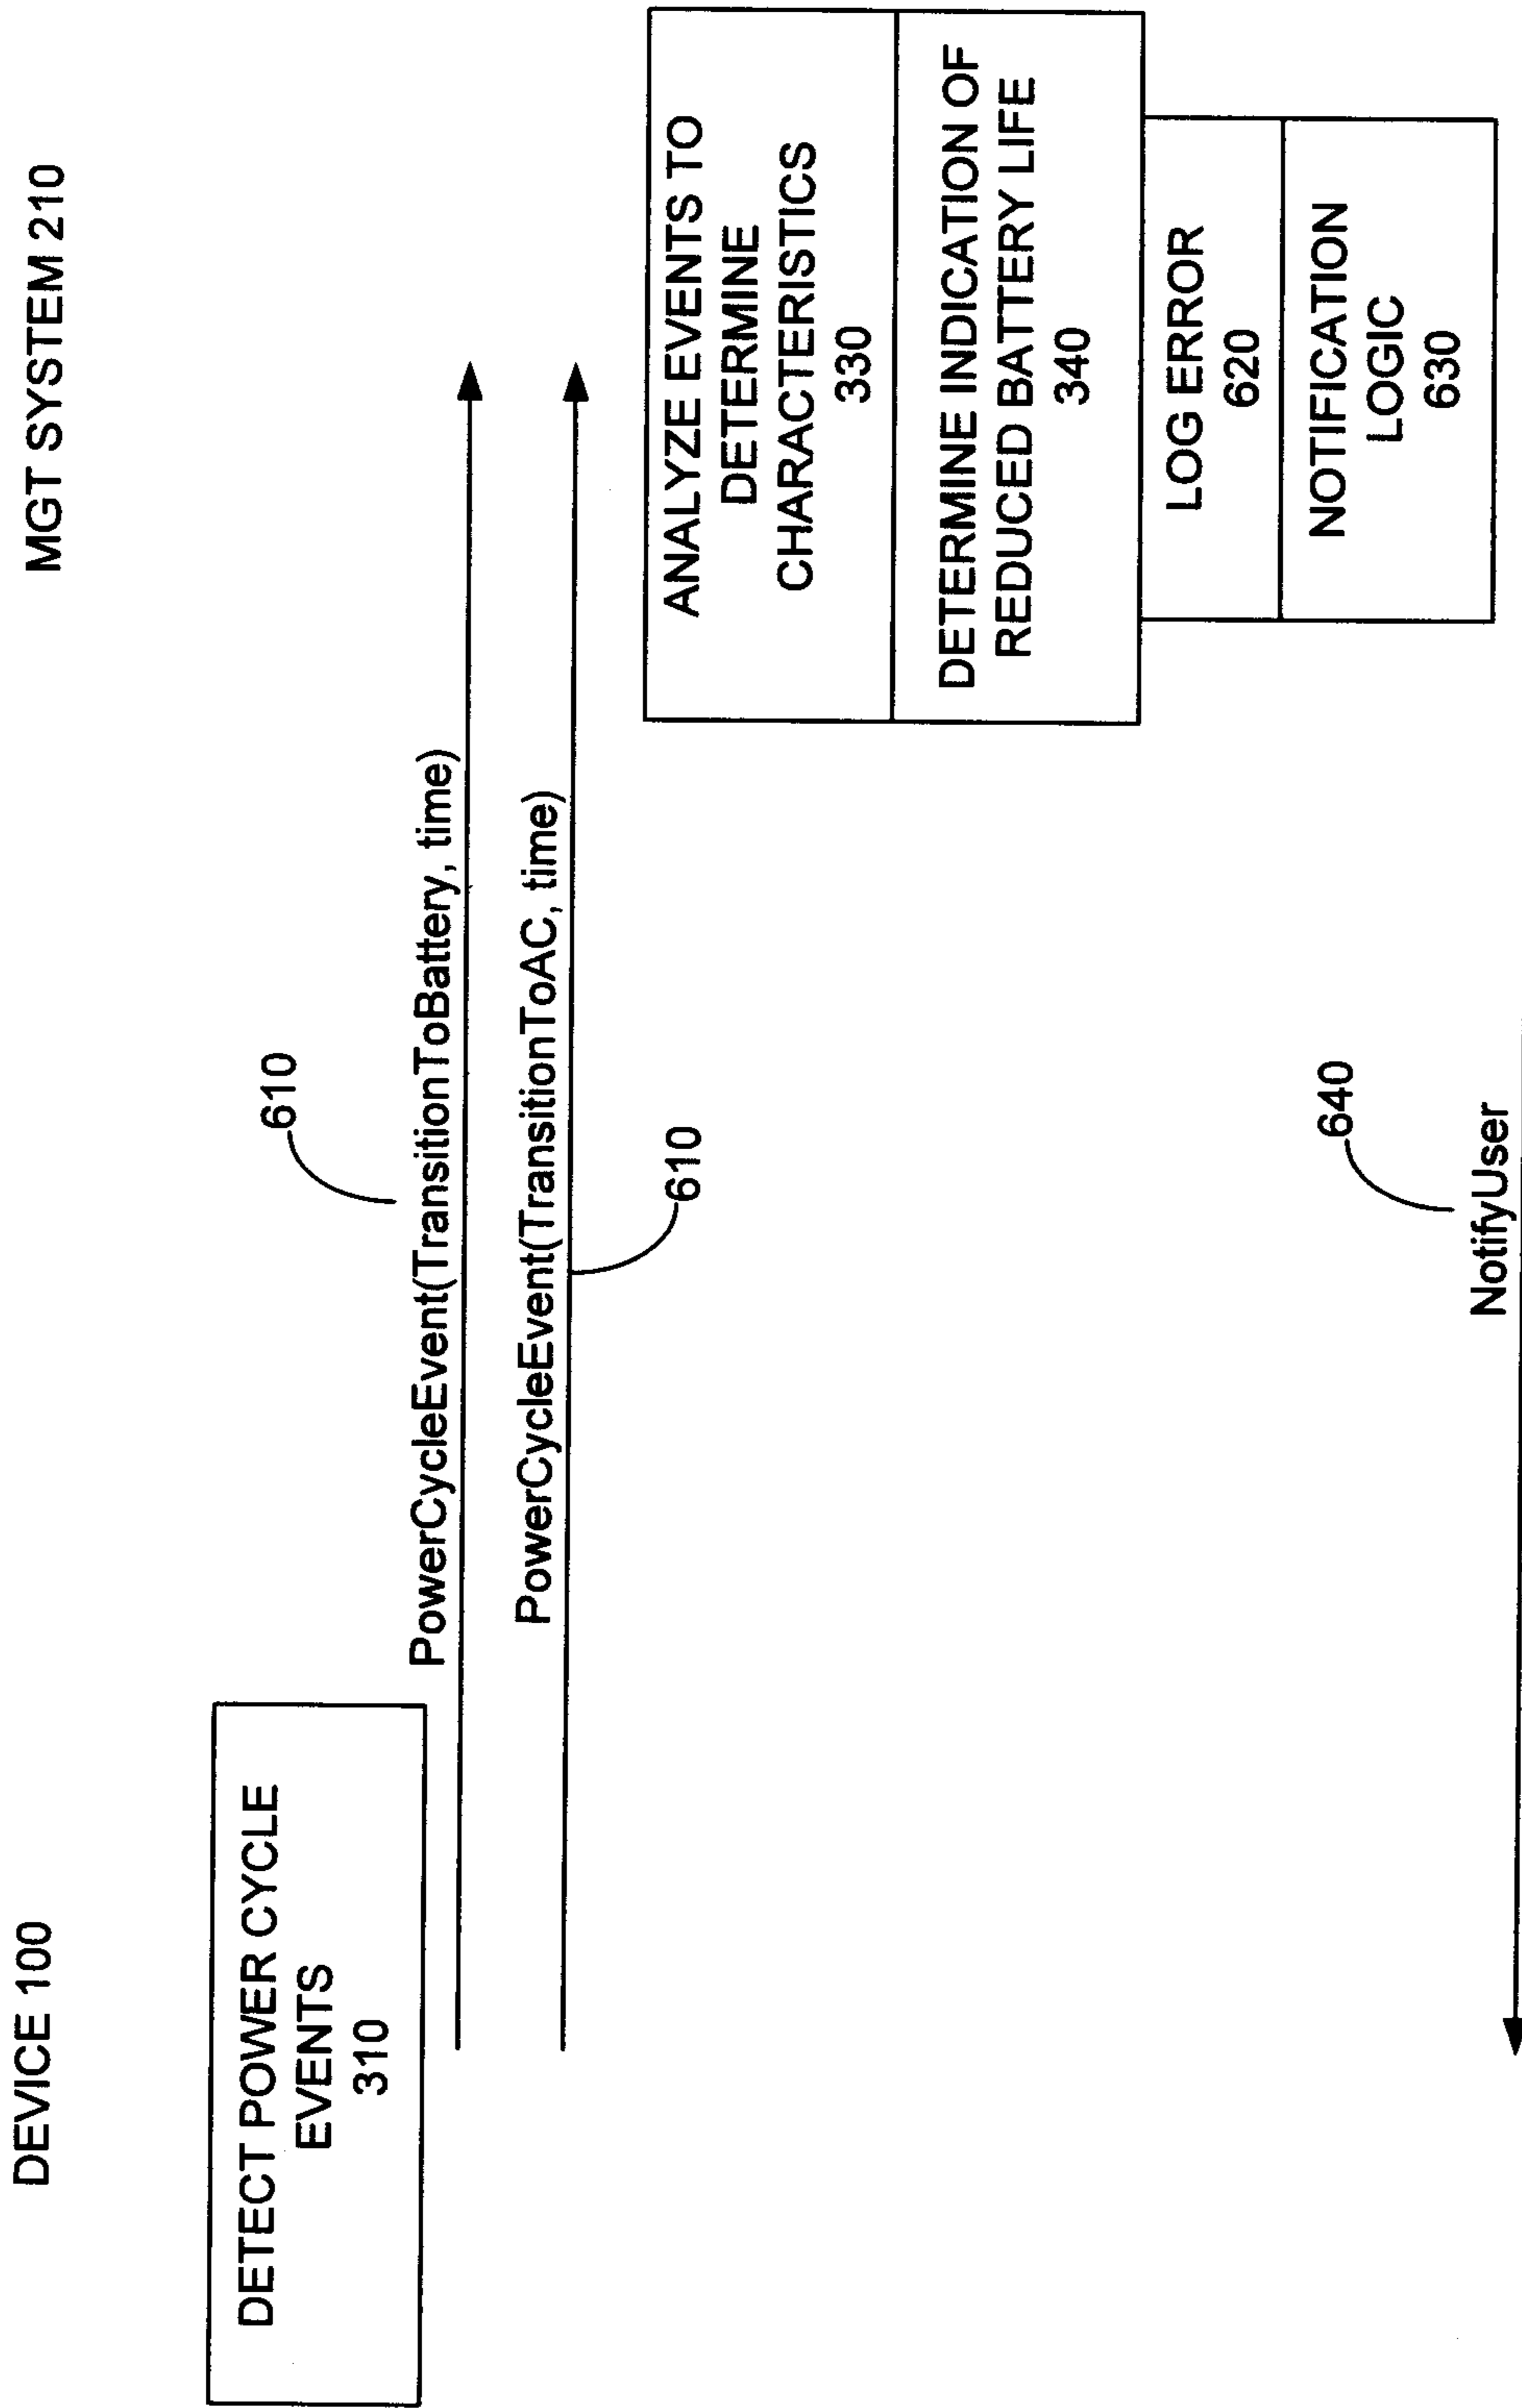 DEVICE 100
MGT SYSTEM 210
DETECT POWER CYCLE
EVENTS
310
610
PowerCycleEvent(TransitionToBattery, time)
PowerCycleEvent(TransitionToAC, time)
610
ANALYZE EVENTS TO
DETERMINE
CHARACTERISTICS
330
DETERMINE INDICATION OF
REDUCED BATTERY LIFE
340
LOG ERROR
620
NOTIFICATION
LOGIC
630
640
NotifyUser